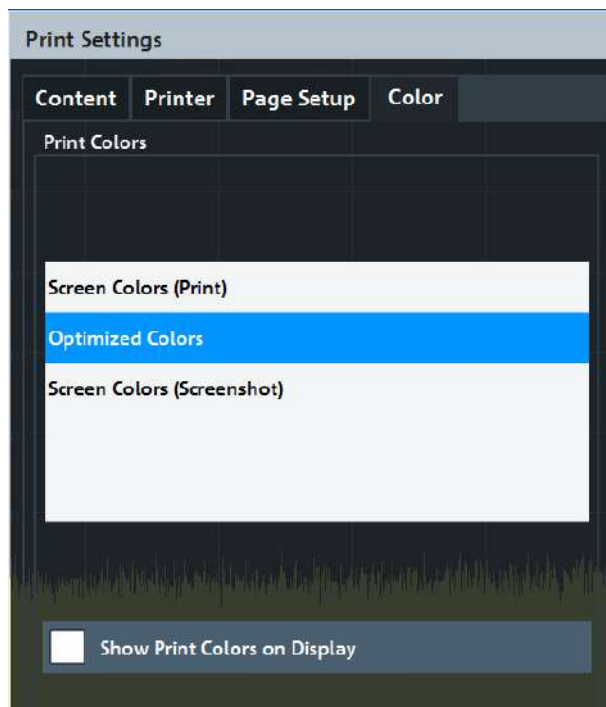 Print Settings
Content Printer Page Setup Color
Print Colors
Screen Colors (Print)
Optimized Colors
Screen Colors (Screenshot)
Show Print Colors on Display